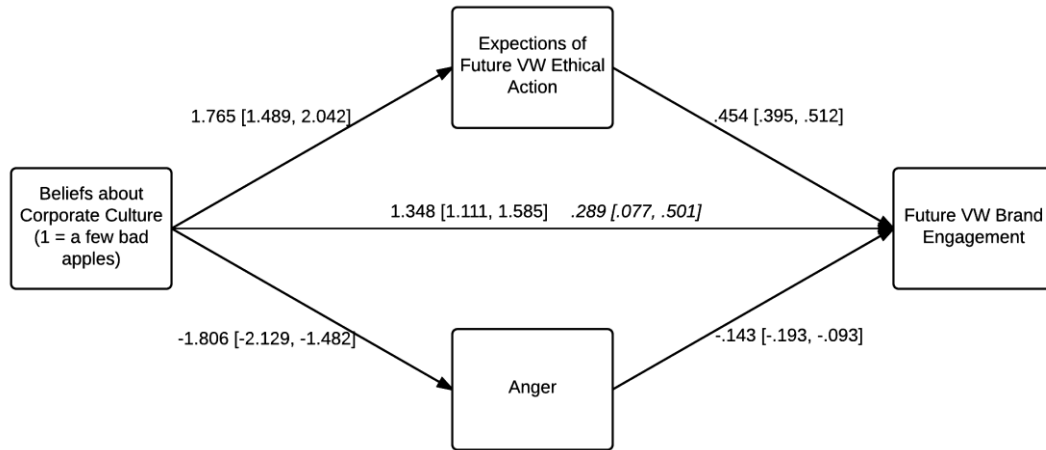 Expections of
Future VW Ethical
Action
1.765 [1.489, 2.042]
.454 [.395, .512]
Beliefs about
Corporate Culture
(1 = a few bad
apples)
1.348 [1.111, 1.585] .289 [.077, .501]
Future VW Brand
Engagement
-1.806 [-2.129, -1.482]
-.143 [-.193, -.093]
Anger